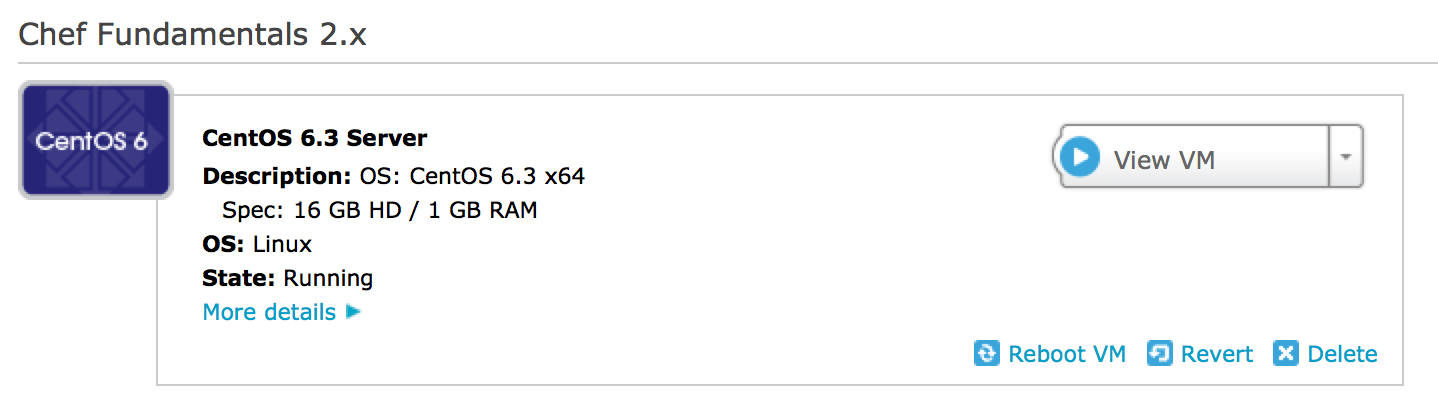 Chef Fundamentals 2.x
CentOS 6
CentOS 6.3 Server
View VM
Description: OS: CentOS 6.3 x64
Spec: 16 GB HD / 1 GB RAM
OS: Linux
State: Running
More details
Reboot VM Revert Delete